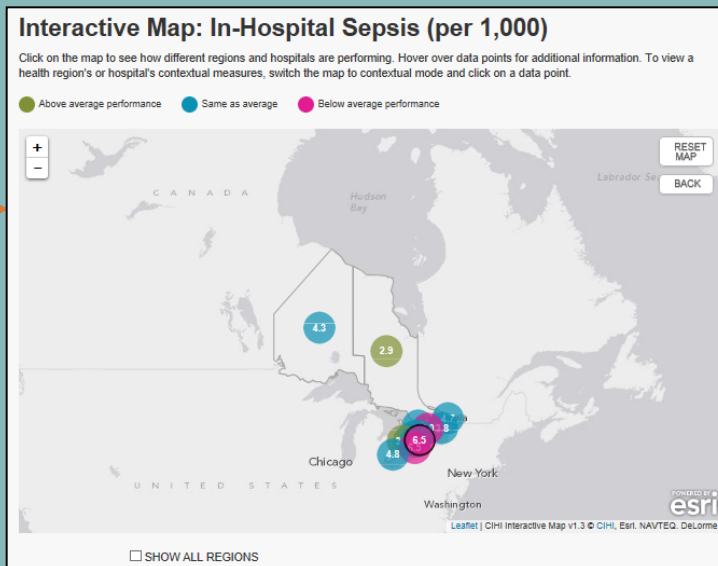 Interactive Map: In-Hospital Sepsis (per 1,000)
Click on the map to see how different regions and hospitals are performing. Hover over data points for additional information. To view a
health region's or hospital's contextual measures, switch the map to contextual mode and click on a data point.
Above average performance
Same as average
Below average performance
+
−
RESET
MAP
BACK
CANADA
Hudson
Bay
Labrador
4.3
2.9
6.5
4.8
Chicago
New York
UNITED STATES
Washington
POWERED BY
esri
Leaflet | CIHI Interactive Map v1.3 © CIHI, Esri. NAVTEQ. DeLorme
SHOW ALL REGIONS